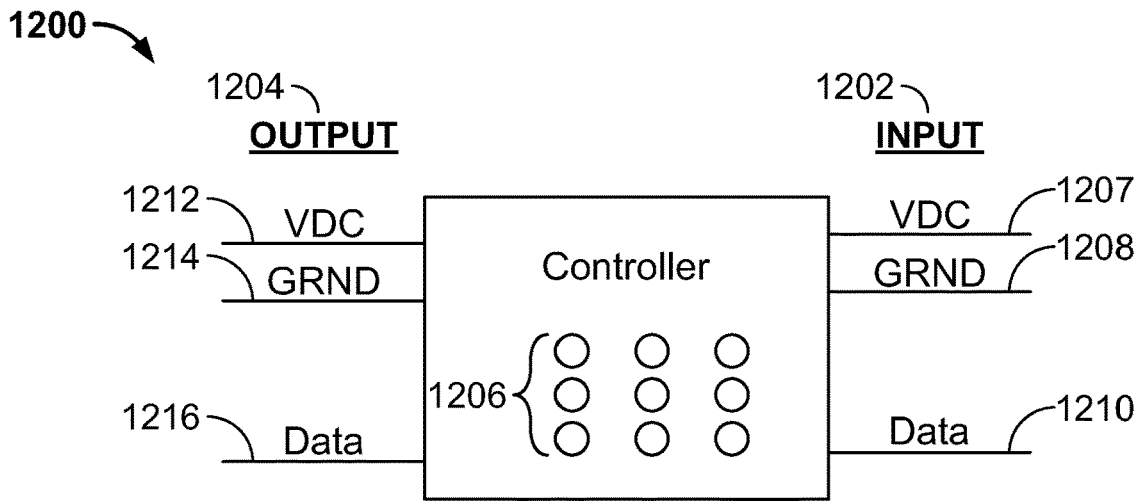 1200
1204
1202
OUTPUT
INPUT
1212
VDC
VDC
1207
1214
GRND
Controller
GRND
1208
1206
1216
Data
Data
1210